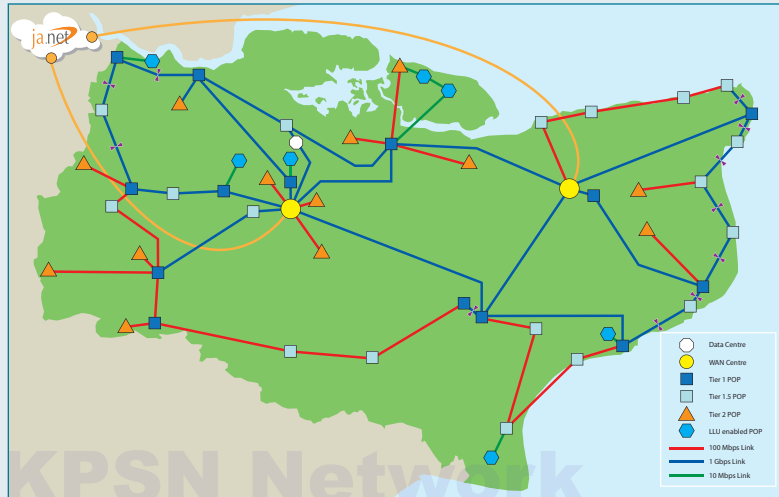 ja.net
Data Centre
WAN Centre
Tier 1 POP
Tier 1.5 POP
Tier 2 POP
LLU enabled POP
100 Mbps Link
1 Gbps Link
10 Mbps Link
KPSN Network